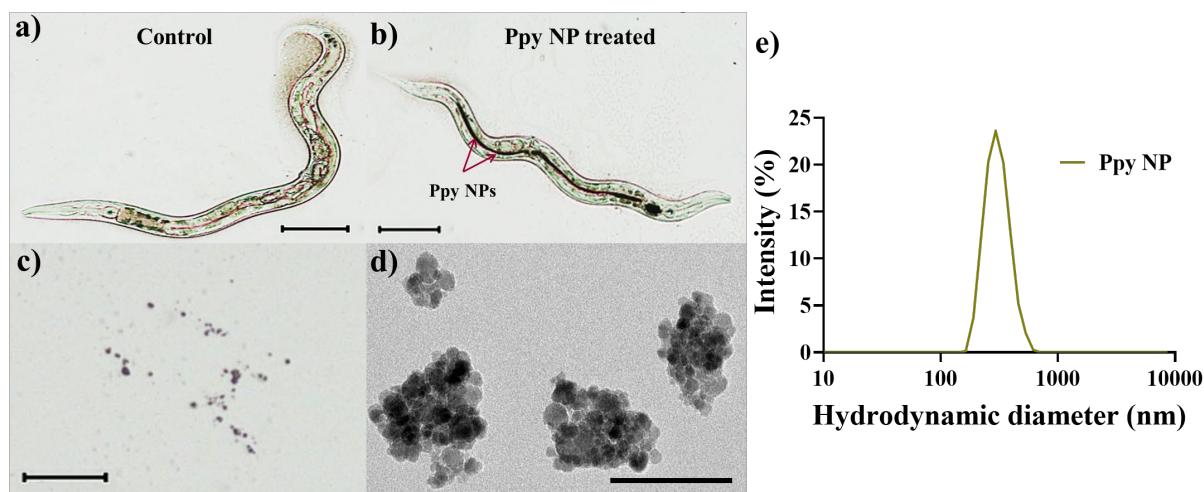 a)
Control
b)
Ppy NP treated
Ppy NPs
c)
d)
e)
25
20
15
10
5
0
Intensity (%)
Ppy NP
10
100
1000
10000
Hydrodynamic diameter (nm)